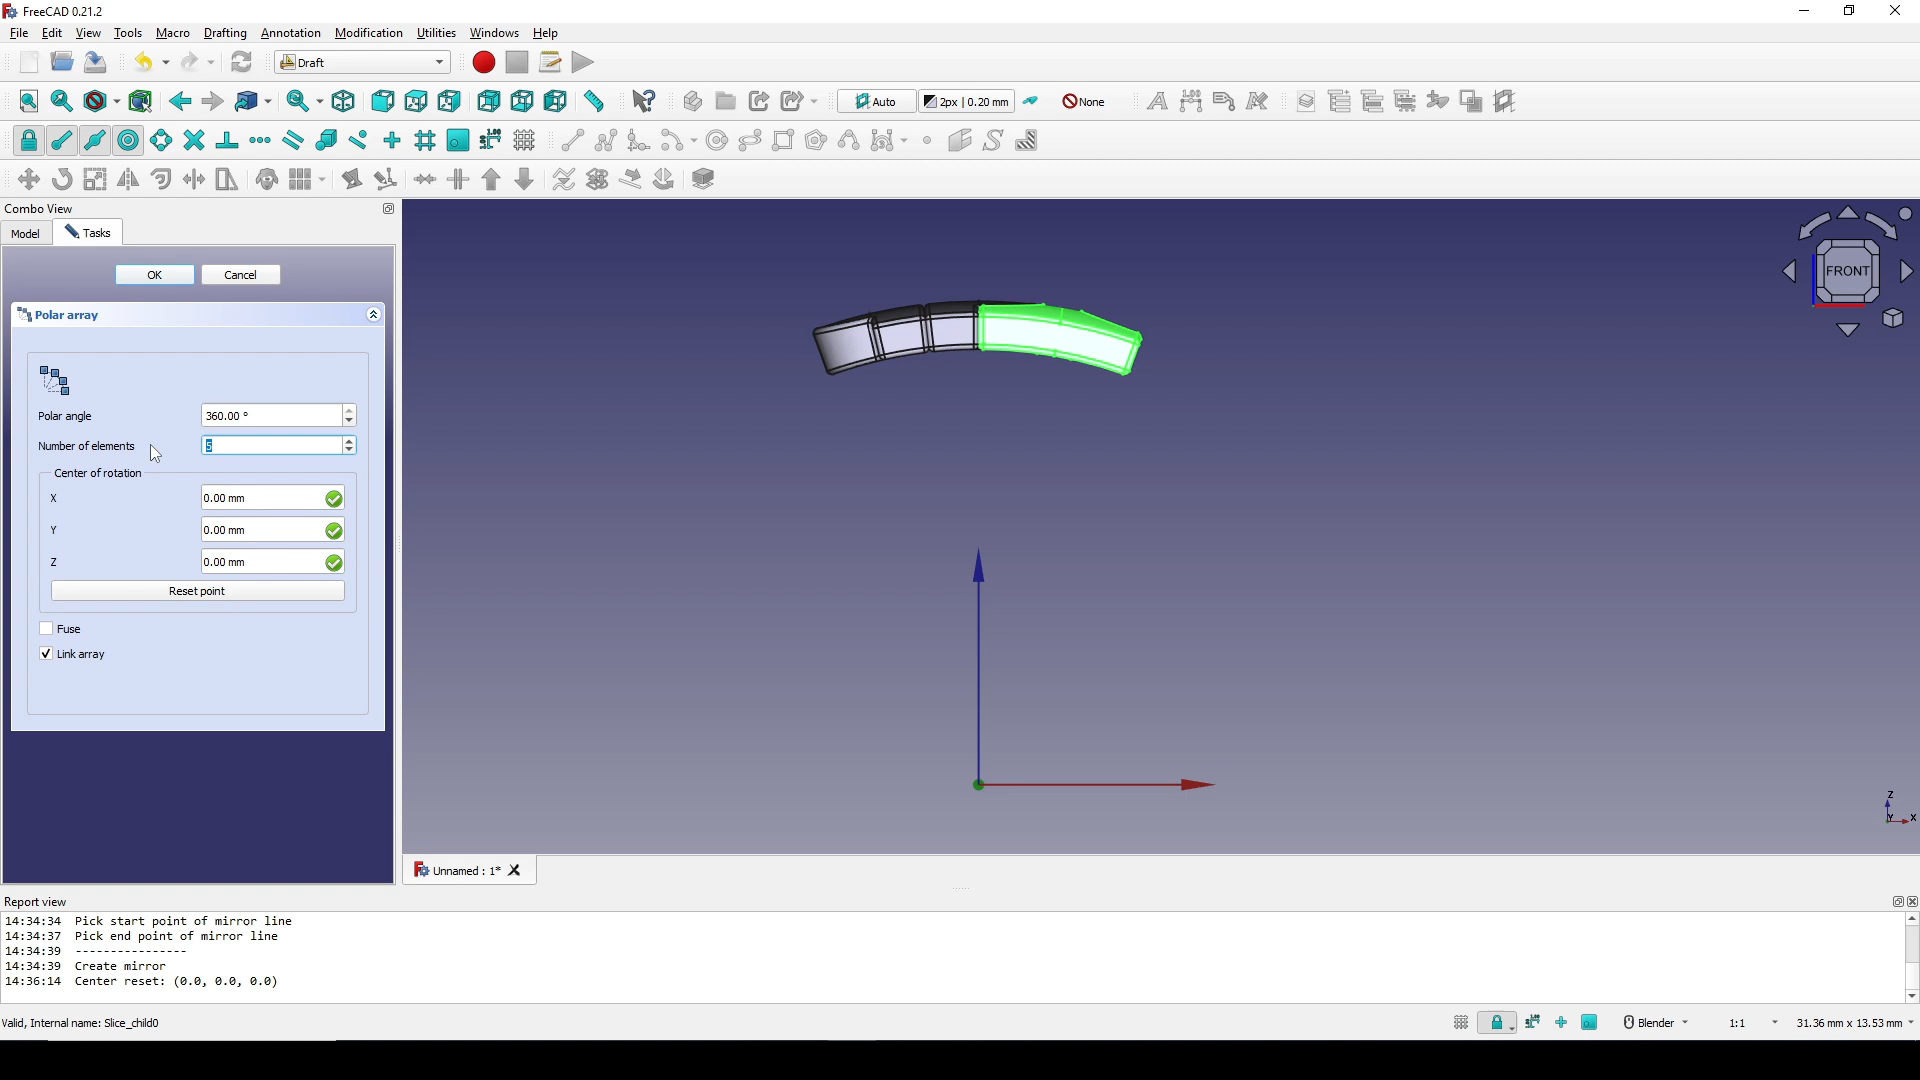 FreeCAD 0.21.2
File Edit View Tools Macro Drafting Annotation Modification Utilities Windows Help
Draft
Auto 2px | 0.20 mm None
Combo View
Model Tasks
OK Cancel
Polar array
Polar angle 360.00 °
Number of elements 5
Center of rotation
X 0.00 mm
Y 0.00 mm
Z 0.00 mm
Reset point
Fuse
Link array
FRONT
Z
Y X
Unnamed : 1*
Report view
14:34:34 Pick start point of mirror line
14:34:37 Pick end point of mirror line
14:34:39 ----------------
14:34:39 Create mirror
14:36:14 Center reset: (0.0, 0.0, 0.0)
Valid, Internal name: Slice_child0
Blender 1:1 31.36 mm x 13.53 mm